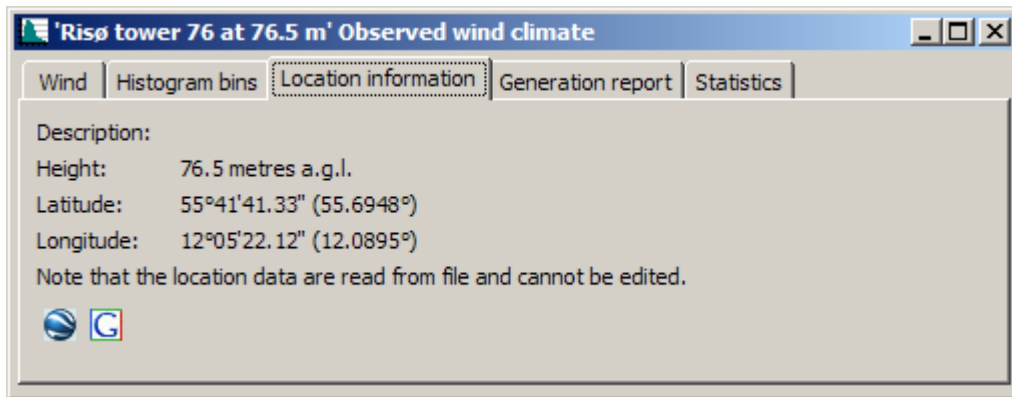 'Risø tower 76 at 76.5 m' Observed wind climate
Wind Histogram bins Location information Generation report Statistics
Description:
Height: 76.5 metres a.g.l.
Latitude: 55°41'41.33" (55.6948°)
Longitude: 12°05'22.12" (12.0895°)
Note that the location data are read from file and cannot be edited.
G